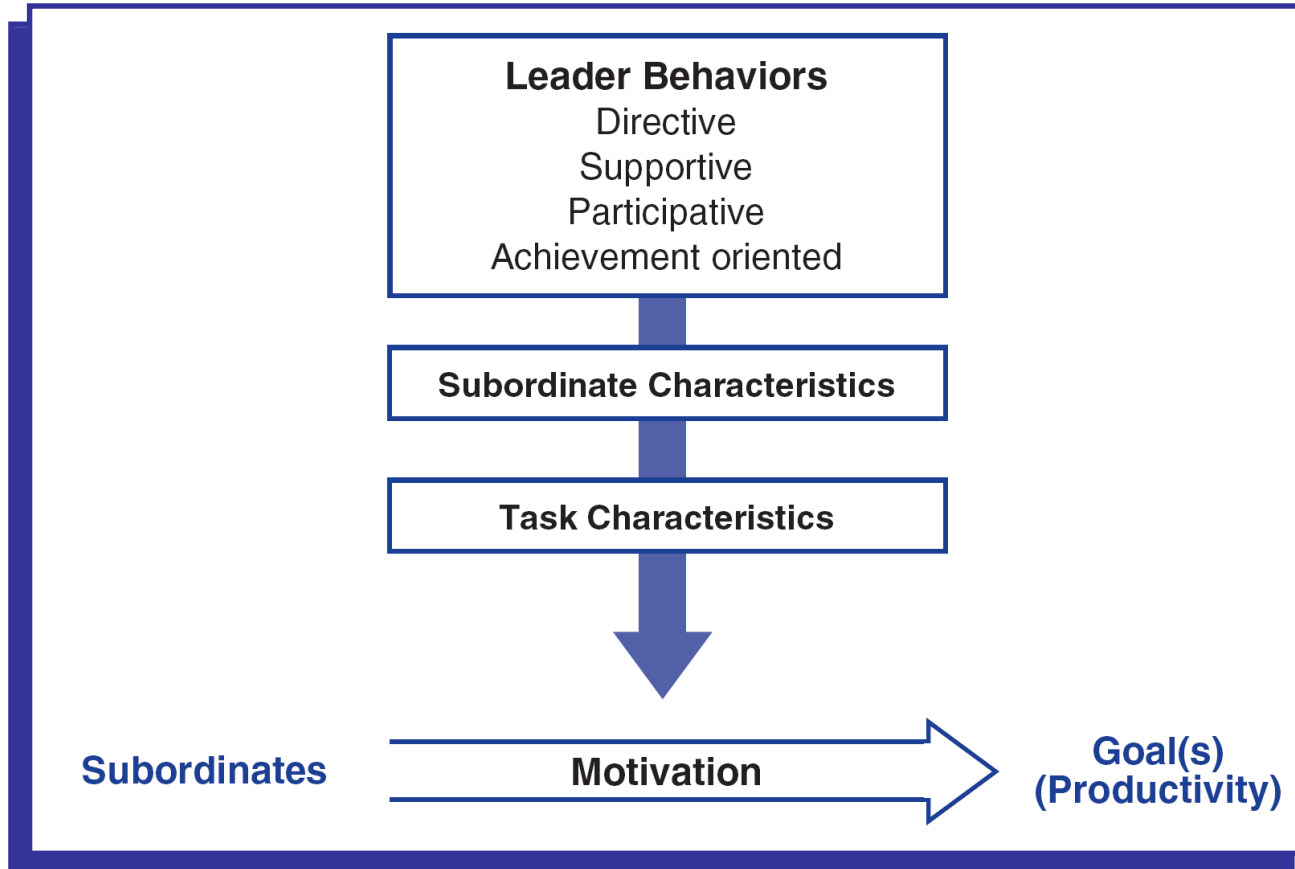 Leader Behaviors
Directive
Supportive
Participative
Achievement oriented
Subordinate Characteristics
Task Characteristics
Subordinates
Motivation
Goal(s)
(Productivity)